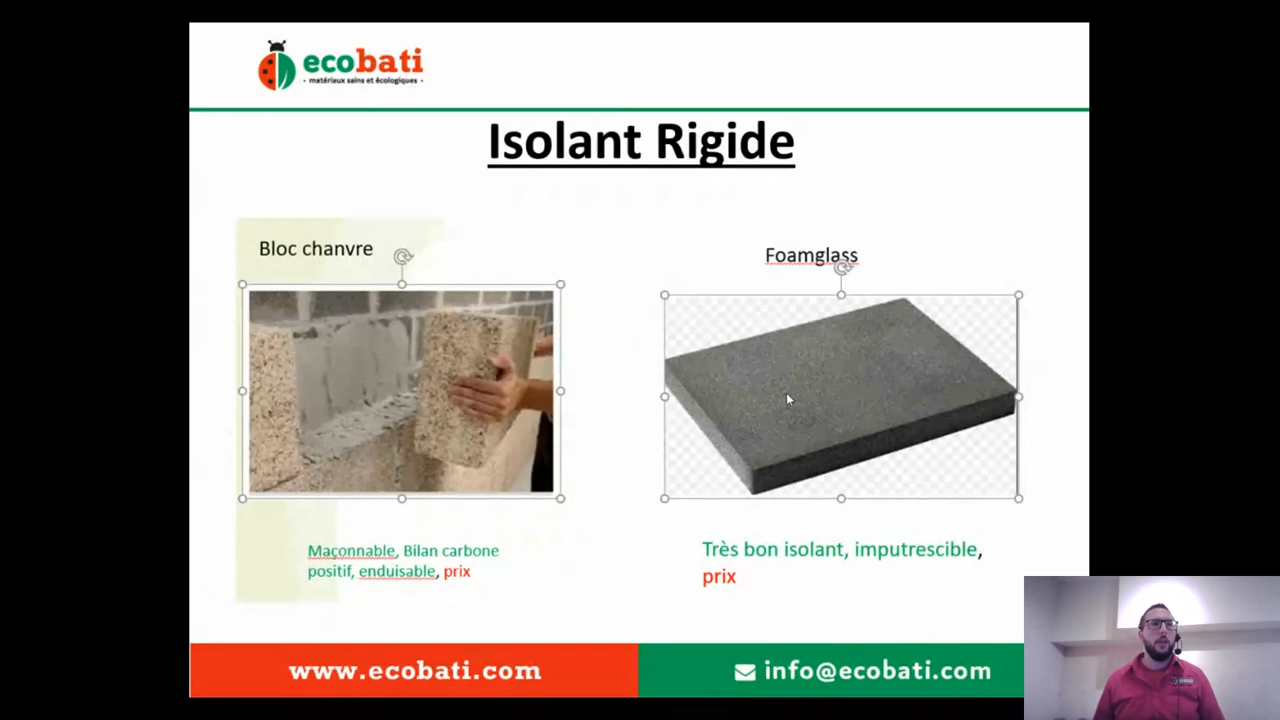 ecobati
• matériaux sains et écologiques •
Isolant Rigide
Bloc chanvre
Foamglass
Maçonnable, Bilan carbone
positif, enduisable, prix
Très bon isolant, imputrescible,
prix
www.ecobati.com
info@ecobati.com